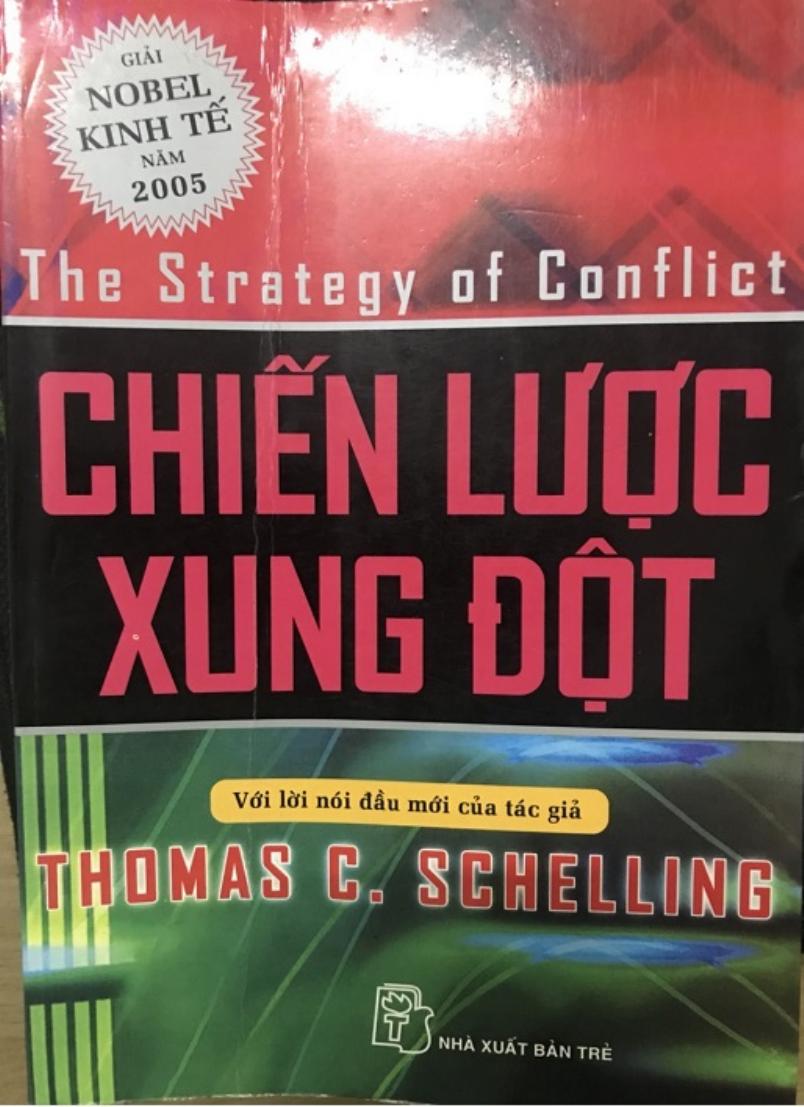 GIẢI
NOBEL
KINH TẾ
NĂM
2005
The Strategy of Conflict
CHIẾN LƯỢC
XUNG ĐỘT
Với lời nói đầu mới của tác giả
THOMAS C. SCHELLING
T
NHÀ XUẤT BẢN TRẺ